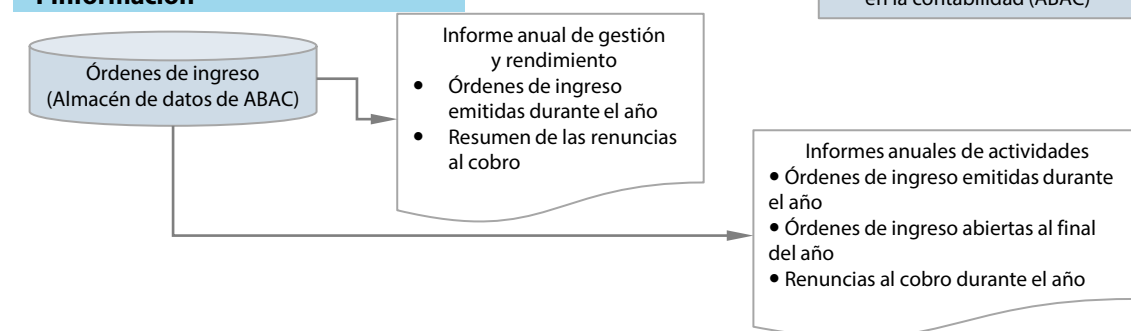 en la contabilidad (ABAC)
Órdenes de ingreso
(Almacén de datos de ABAC)
Informe anual de gestión
y rendimiento
• Órdenes de ingreso
emitidas durante el año
• Resumen de las renuncias
al cobro
Informes anuales de actividades
• Órdenes de ingreso emitidas durante
el año
• Órdenes de ingreso abiertas al final
del año
• Renuncias al cobro durante el año